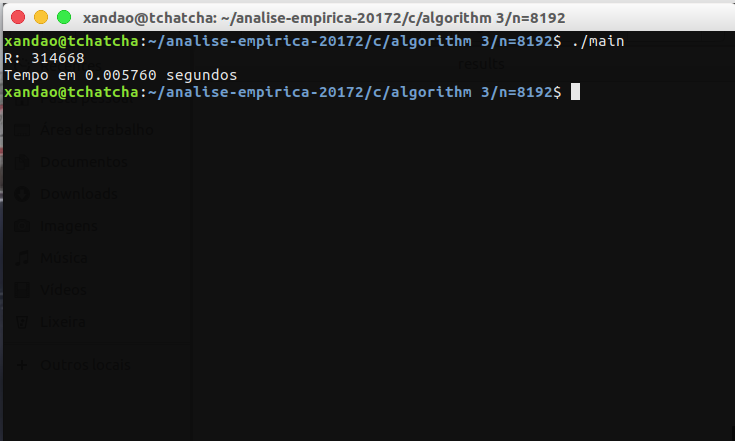 xandao@tchatcha: ~/analise-empirica-20172/c/algorithm 3/n=8192
xandao@tchatcha:~/analise-empirica-20172/c/algorithm 3/n=8192$ ./main
R: 314668
results
Tempo em 0.005760 segundos
xandao@tchatcha:~/analise-empirica-20172/c/algorithm 3/n=8192$
Área de trabalho
Documentos
Downloads
Imagens
Música
Vídeos
Lixeira
Outros locais